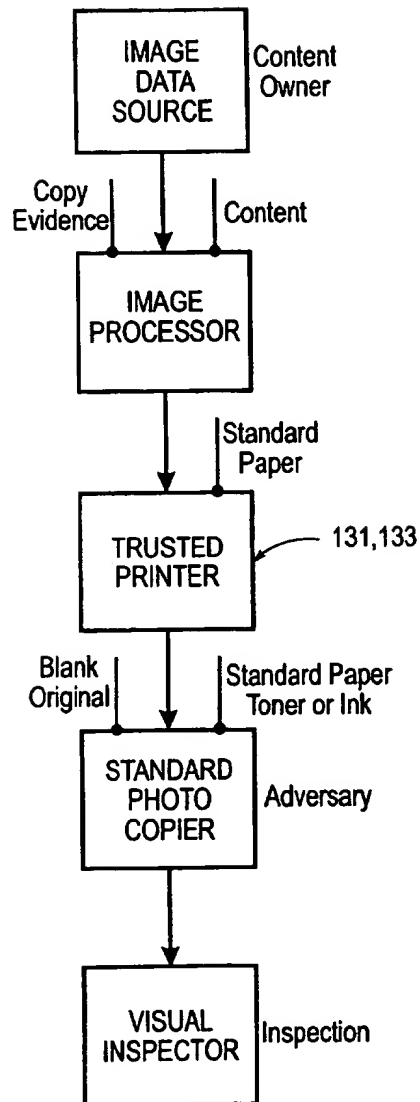 IMAGE
DATA
SOURCE
Content
Owner
Copy
Evidence
Content
IMAGE
PROCESSOR
Standard
Paper
TRUSTED
PRINTER
131,133
Blank
Original
Standard Paper
Toner or Ink
STANDARD
PHOTO
COPIER
Adversary
VISUAL
INSPECTOR
Inspection